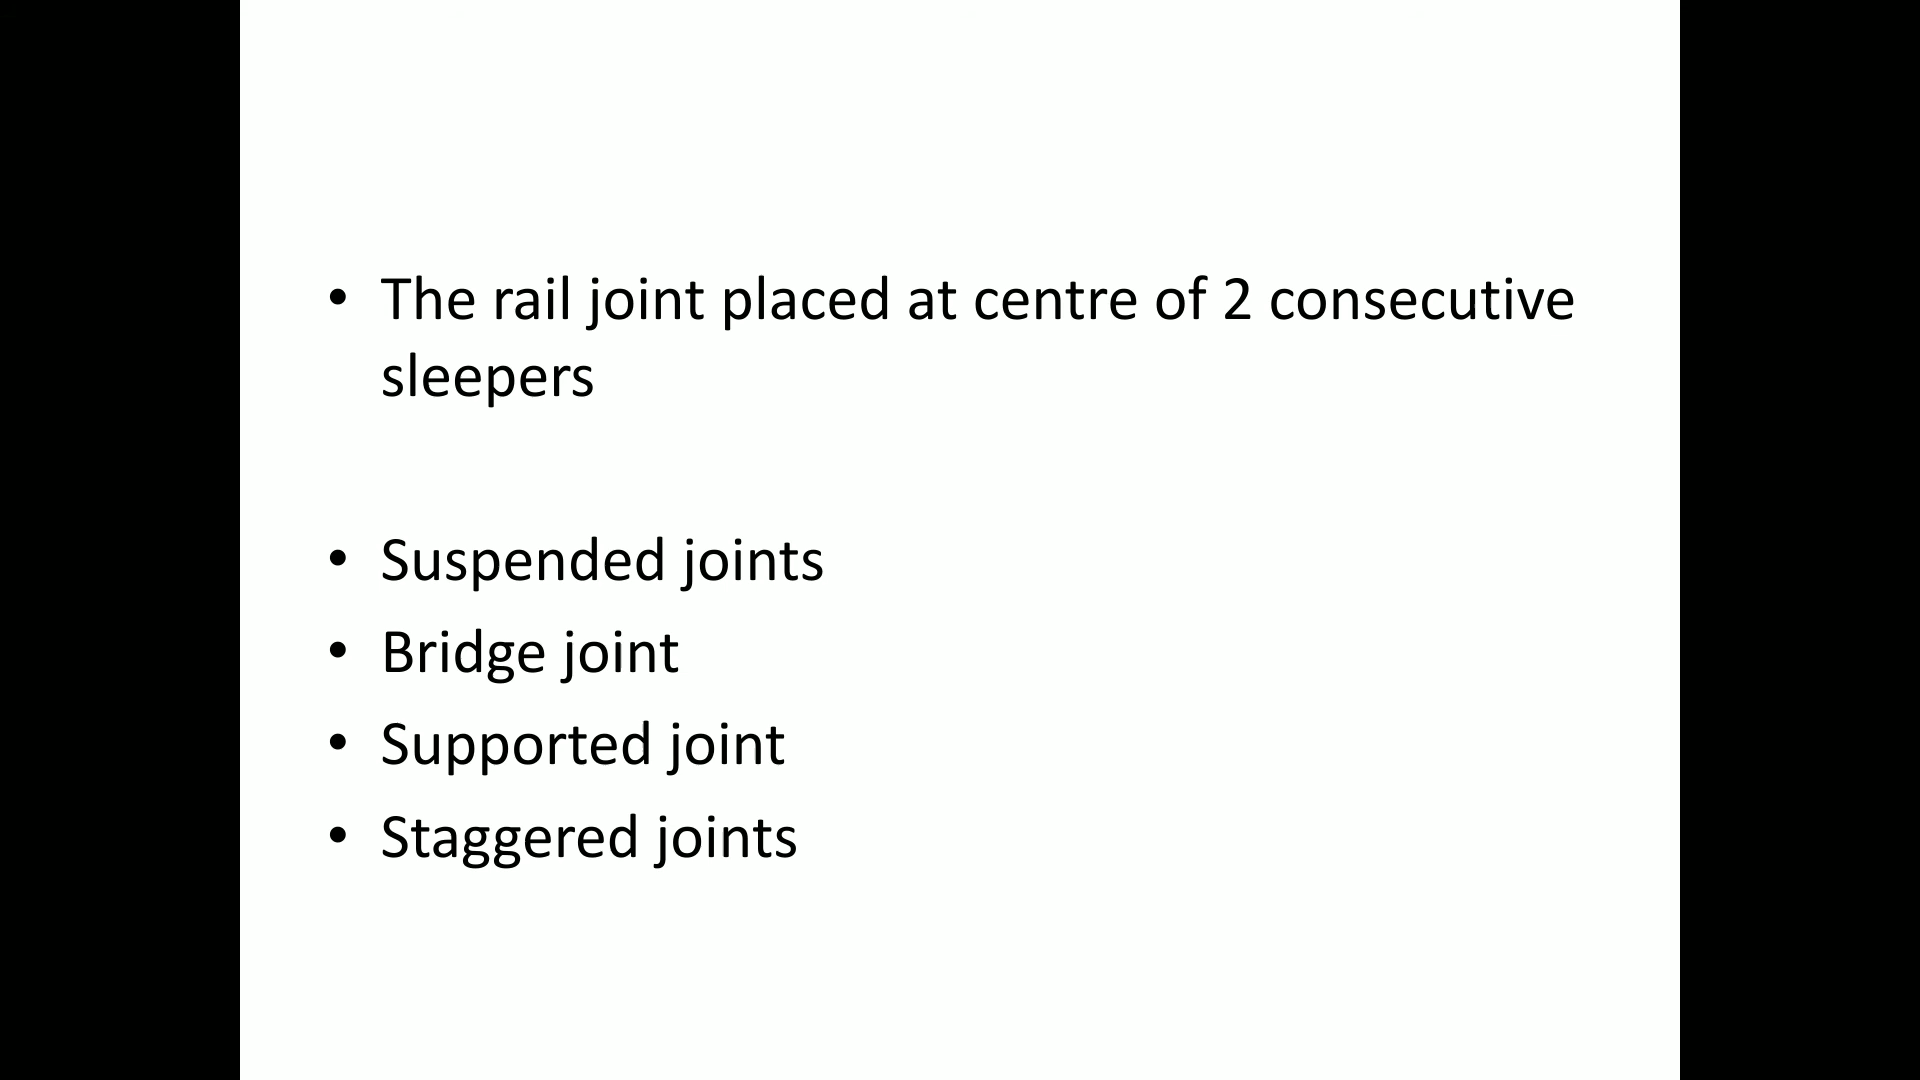 • The rail joint placed at centre of 2 consecutive
sleepers
• Suspended joints
• Bridge joint
• Supported joint
• Staggered joints